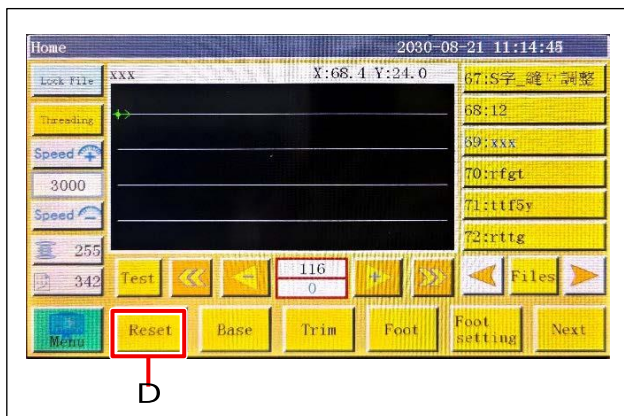 Home 2030-08-21 11:14:45
Lock File
xxx X:68.4 Y:24.0
67:S字_縫い調整
Threading
68:12
Speed +
69:xxx
3000
70:rfgt
Speed -
71:ttf5y
255
72:rttg
342
Test
-
116
0
+
Files
Menu
Reset
Base
Trim
Foot
Foot
setting
Next
D